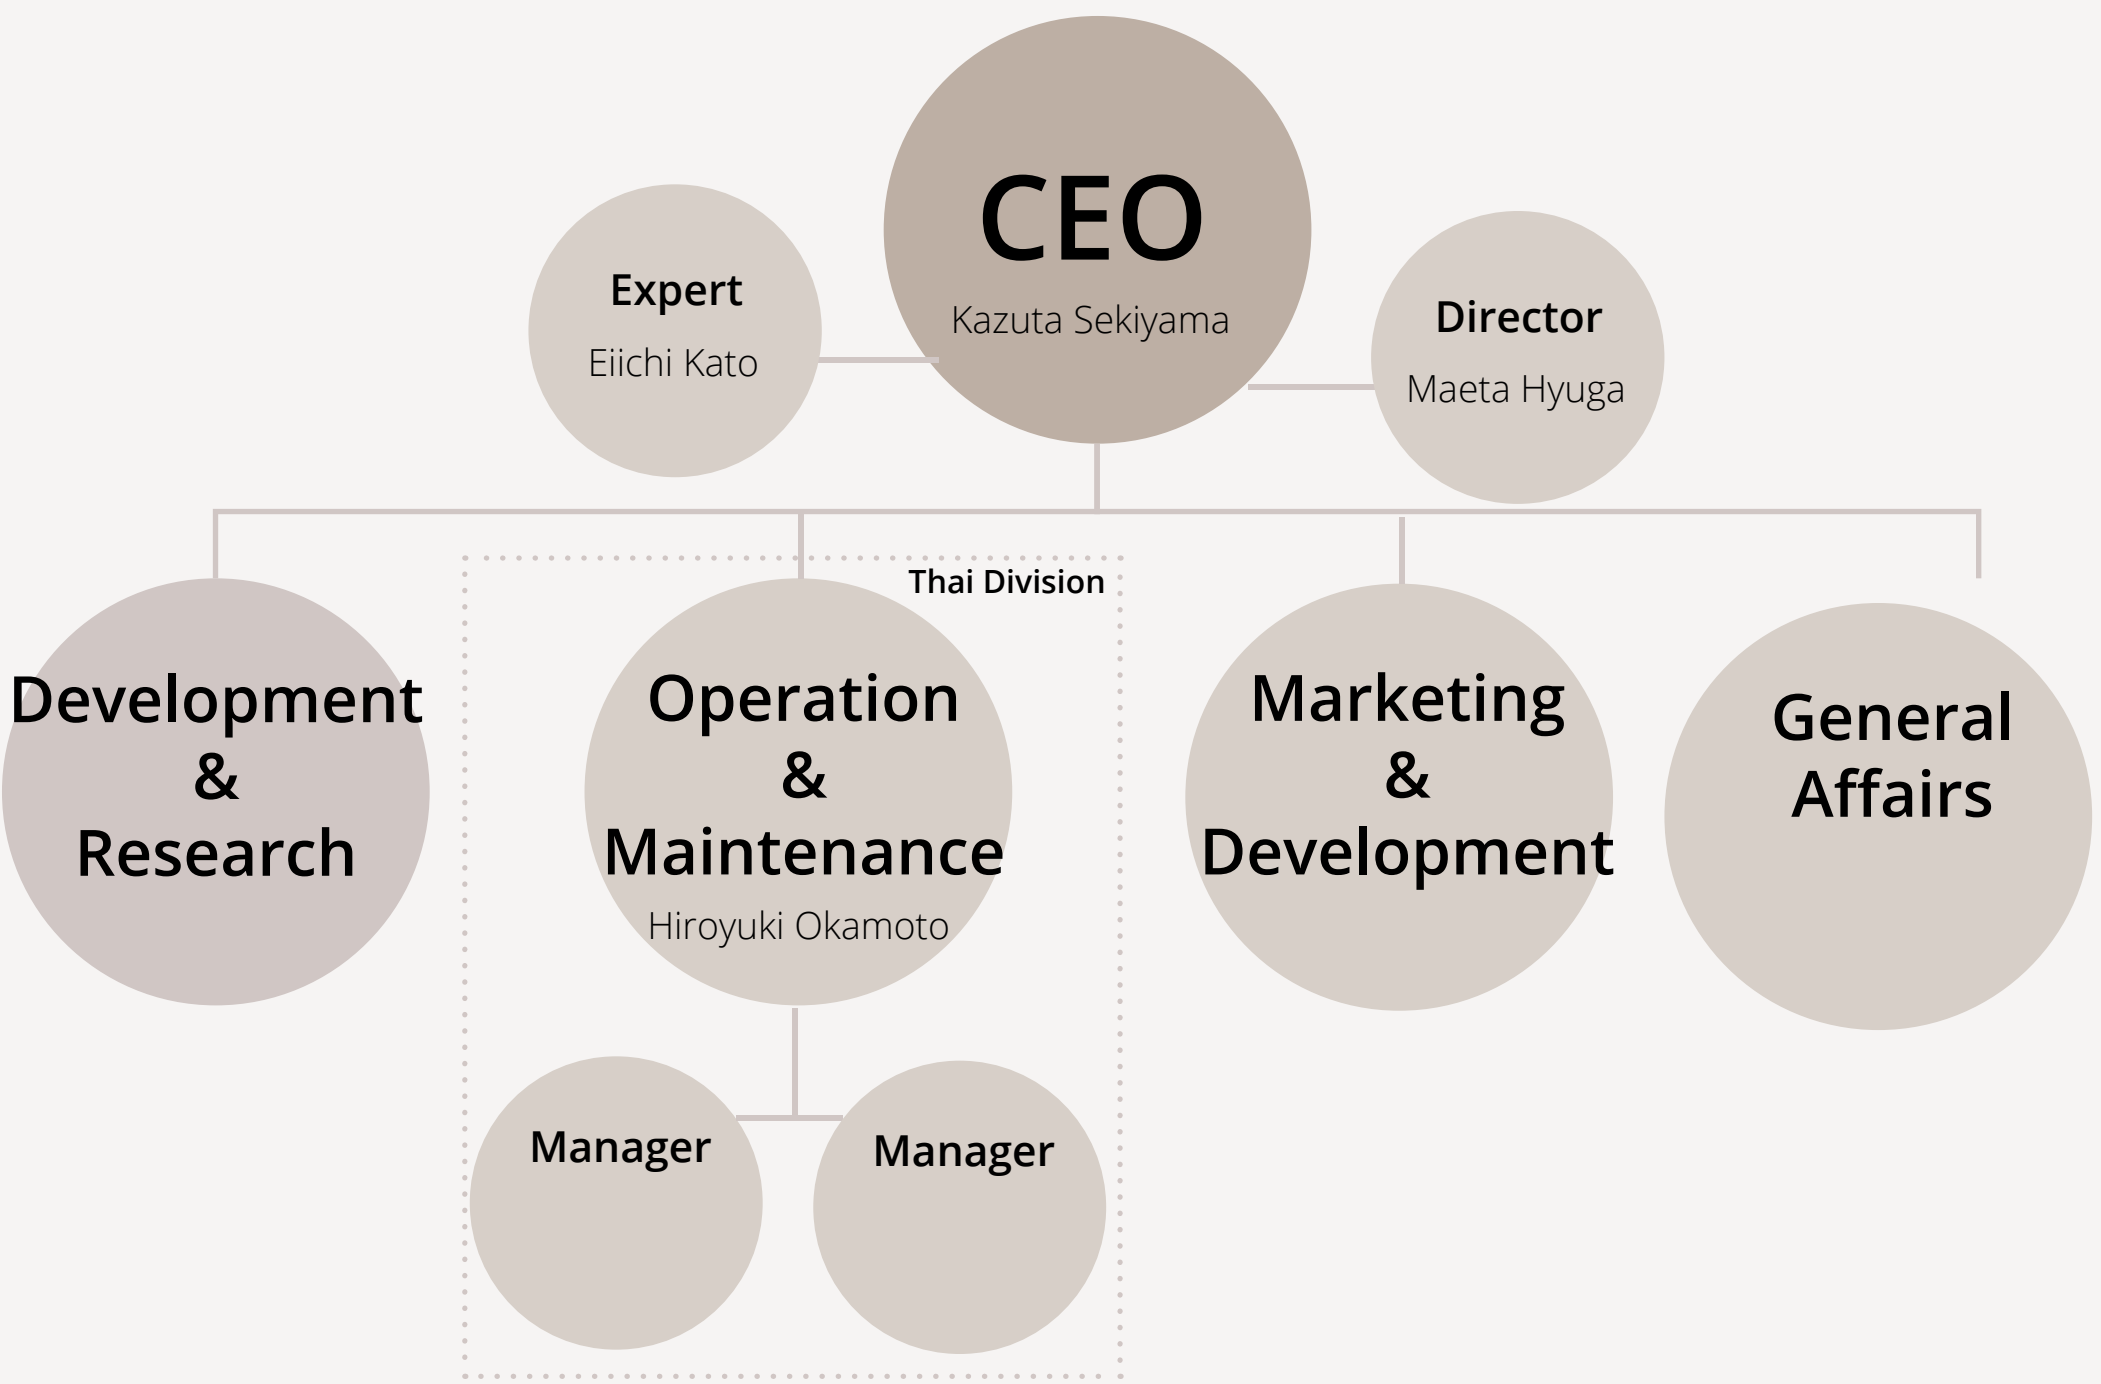 CEO
Kazuta Sekiyama
Expert
Eiichi Kato
Director
Maeta Hyuga
Thai Division
Development
&
Research
Operation
&
Maintenance
Hiroyuki Okamoto
Marketing
&
Development
General
Affairs
Manager
Manager